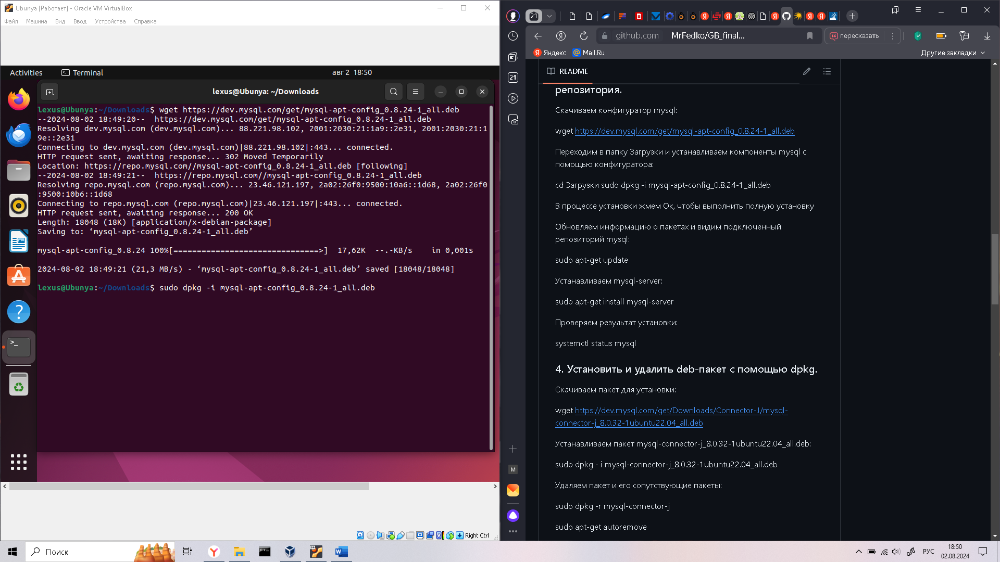 Ubunya [Работает] - Oracle VM VirtualBox
Файл Машина Вид Ввод Устройства Справка
Activities Terminal авг 2 18:50
lexus@Ubunya: ~/Downloads
lexus@Ubunya:~/Downloads$ wget https://dev.mysql.com/get/mysql-apt-config_0.8.24-1_all.deb
--2024-08-02 18:49:20--  https://dev.mysql.com/get/mysql-apt-config_0.8.24-1_all.deb
Resolving dev.mysql.com (dev.mysql.com)... 88.221.98.102, 2001:2030:21:1a9::2e31, 2001:2030:21:1
9e::2e31
Connecting to dev.mysql.com (dev.mysql.com)|88.221.98.102|:443... connected.
HTTP request sent, awaiting response... 302 Moved Temporarily
Location: https://repo.mysql.com//mysql-apt-config_0.8.24-1_all.deb [following]
--2024-08-02 18:49:21--  https://repo.mysql.com//mysql-apt-config_0.8.24-1_all.deb
Resolving repo.mysql.com (repo.mysql.com)... 23.46.121.197, 2a02:26f0:9500:10a6::1d68, 2a02:26f0
:9500:10b6::1d68
Connecting to repo.mysql.com (repo.mysql.com)|23.46.121.197|:443... connected.
HTTP request sent, awaiting response... 200 OK
Length: 18048 (18K) [application/x-debian-package]
Saving to: ‘mysql-apt-config_0.8.24-1_all.deb’
mysql-apt-config_0.8.24 100%[===============================>]  17,62K  --.-KB/s    in 0,001s
2024-08-02 18:49:21 (21,3 MB/s) - ‘mysql-apt-config_0.8.24-1_all.deb’ saved [18048/18048]
lexus@Ubunya:~/Downloads$ sudo dpkg -i mysql-apt-config_0.8.24-1_all.deb
Right Ctrl
21
github.com MrFedko/GB_final... пересказать
Яндекс Mail.Ru Другие закладки
21
M
README
репозитория.
Скачиваем конфигуратор mysql:
wget https://dev.mysql.com/get/mysql-apt-config_0.8.24-1_all.deb
Переходим в папку Загрузки и устанавливаем компоненты mysql с
помощью конфигуратора:
cd Загрузки sudo dpkg -i mysql-apt-config_0.8.24-1_all.deb
В процессе установки жмем Ок, чтобы выполнить полную установку
Обновляем информацию о пакетах и видим подключенный
репозиторий mysql:
sudo apt-get update
Устанавливаем mysql-server:
sudo apt-get install mysql-server
Проверяем результат установки:
systemctl status mysql
4. Установить и удалить deb-пакет с помощью dpkg.
Скачиваем пакет для установки:
wget https://dev.mysql.com/get/Downloads/Connector-J/mysql-
connector-j_8.0.32-1ubuntu22.04_all.deb
Устанавливаем пакет mysql-connector-j_8.0.32-1ubuntu22.04_all.deb:
sudo dpkg - i mysql-connector-j_8.0.32-1ubuntu22.04_all.deb
Удаляем пакет и его сопутствующие пакеты:
sudo dpkg -r mysql-connector-j
sudo apt-get autoremove
Поиск
РУС
18:50
02.08.2024